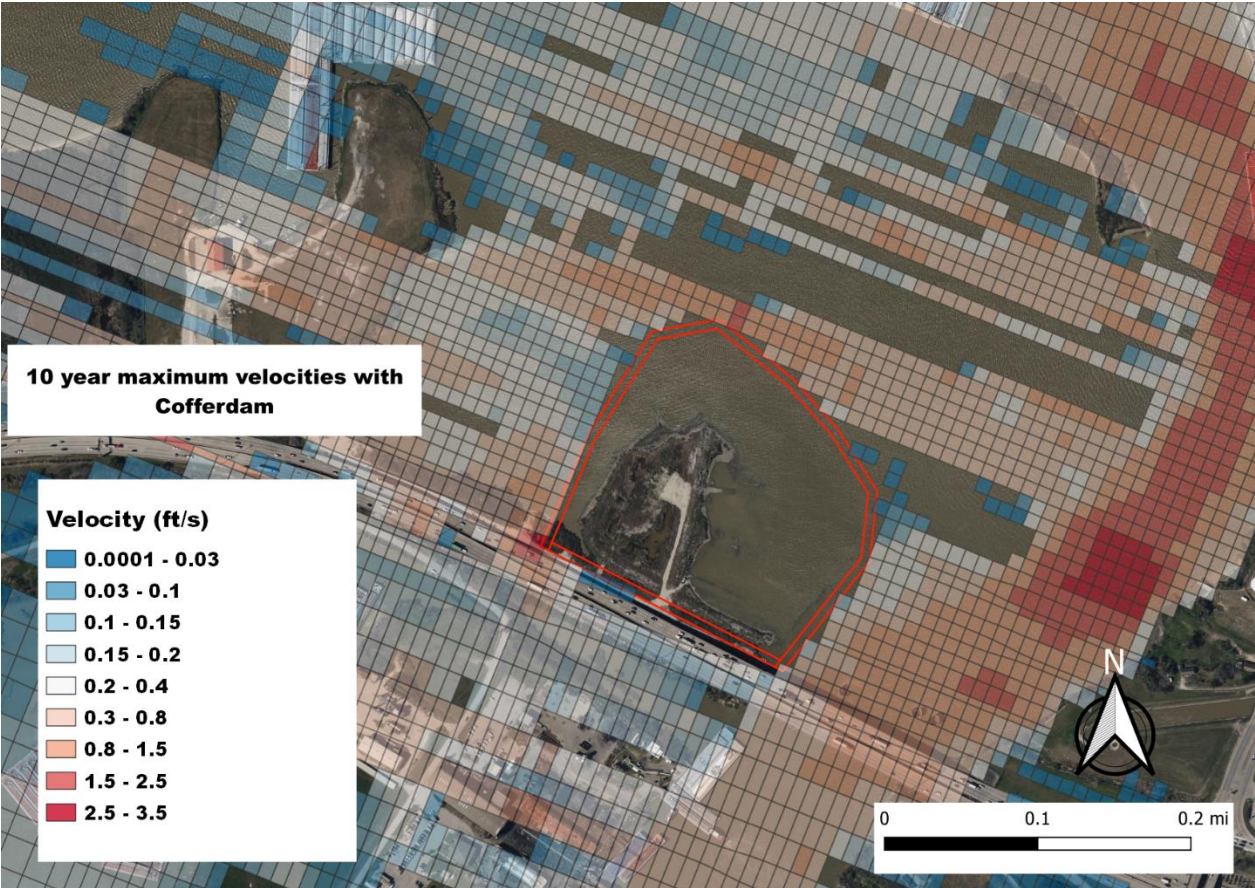 10 year maximum velocities with
Cofferdam
Velocity (ft/s)
0.0001 - 0.03
0.03 - 0.1
0.1 - 0.15
0.15 - 0.2
0.2 - 0.4
0.3 - 0.8
0.8 - 1.5
1.5 - 2.5
2.5 - 3.5
N
0 0.1 0.2 mi